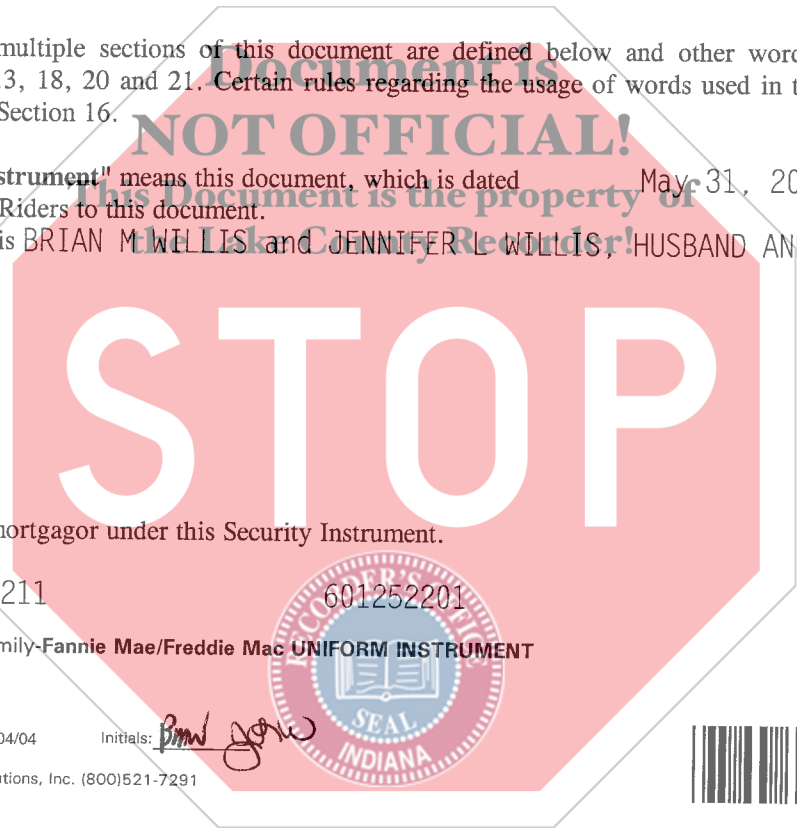 multiple sections of this document are defined below and other word
Document is
13, 18, 20 and 21. Certain rules regarding the usage of words used in t
Section 16.
NOT OFFICIAL!
strument" means this document, which is dated May 31, 20
This Document is the property of
Riders to this document.
is BRIAN M WILLIS and JENNIFER L WILLIS, HUSBAND AN
the Lake County Recorder!
STOP
mortgagor under this Security Instrument.
211 601252201
RECORDER'S OFFICE
mily-Fannie Mae/Freddie Mac UNIFORM INSTRUMENT
SEAL
INDIANA
04/04 Initials: BMW JLW
utions, Inc. (800)521-7291